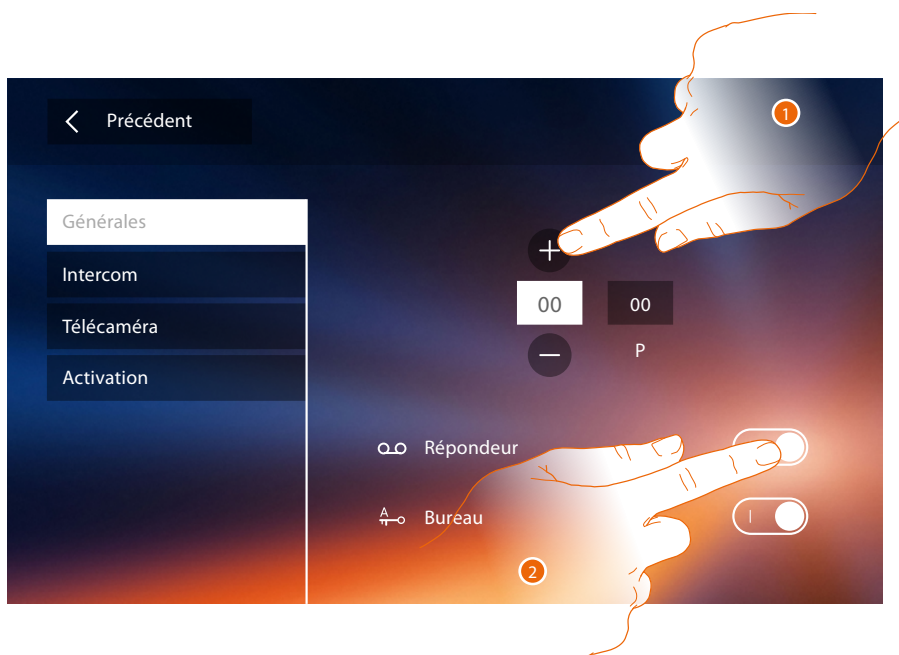 Précédent
1
Générales
Intercom
Télécaméra
Activation
+
00 00
— P
Répondeur
A Bureau
2